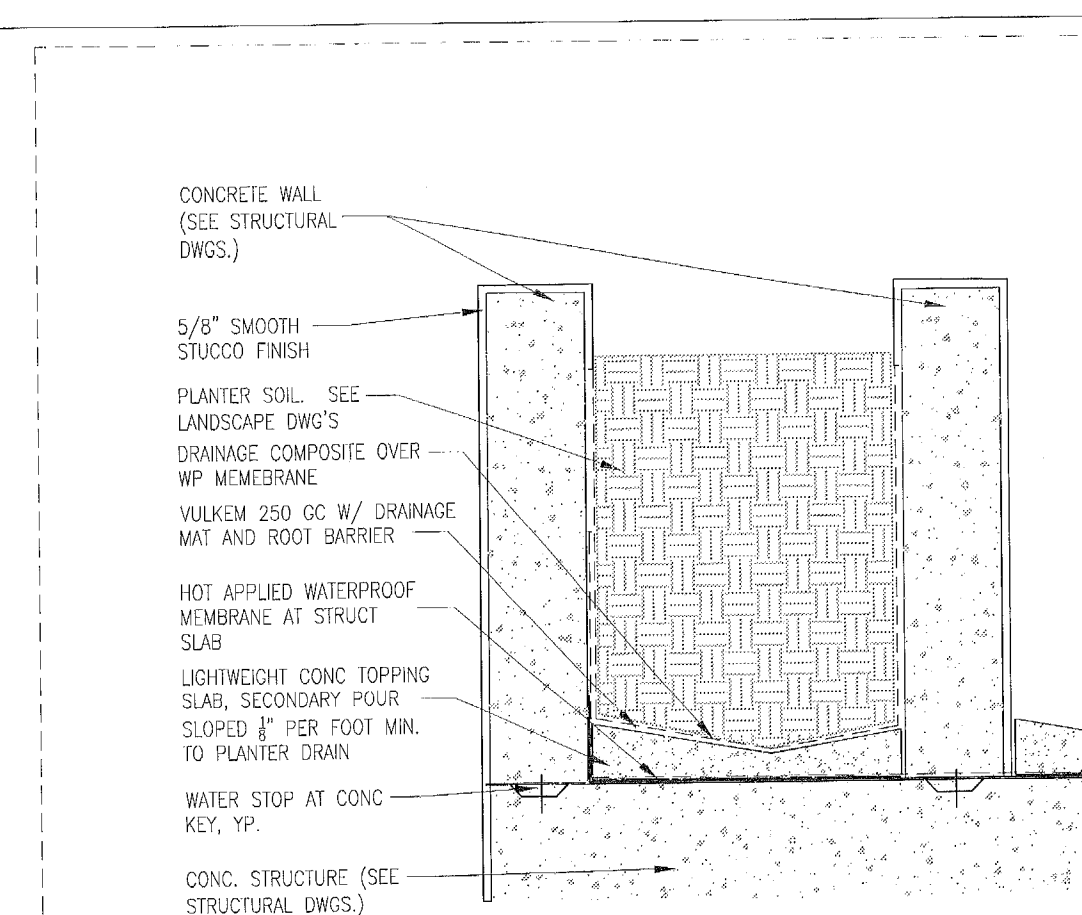 CONCRETE WALL
(SEE STRUCTURAL
DWGS.)
5/8" SMOOTH
STUCCO FINISH
PLANTER SOIL. SEE
LANDSCAPE DWG'S
DRAINAGE COMPOSITE OVER
WP MEMEBRANE
VULKEM 250 GC W/ DRAINAGE
MAT AND ROOT BARRIER
HOT APPLIED WATERPROOF
MEMBRANE AT STRUCT
SLAB
LIGHTWEIGHT CONC TOPPING
SLAB, SECONDARY POUR
SLOPED 1/8" PER FOOT MIN.
TO PLANTER DRAIN
WATER STOP AT CONC
KEY, YP.
CONC. STRUCTURE (SEE
STRUCTURAL DWGS.)